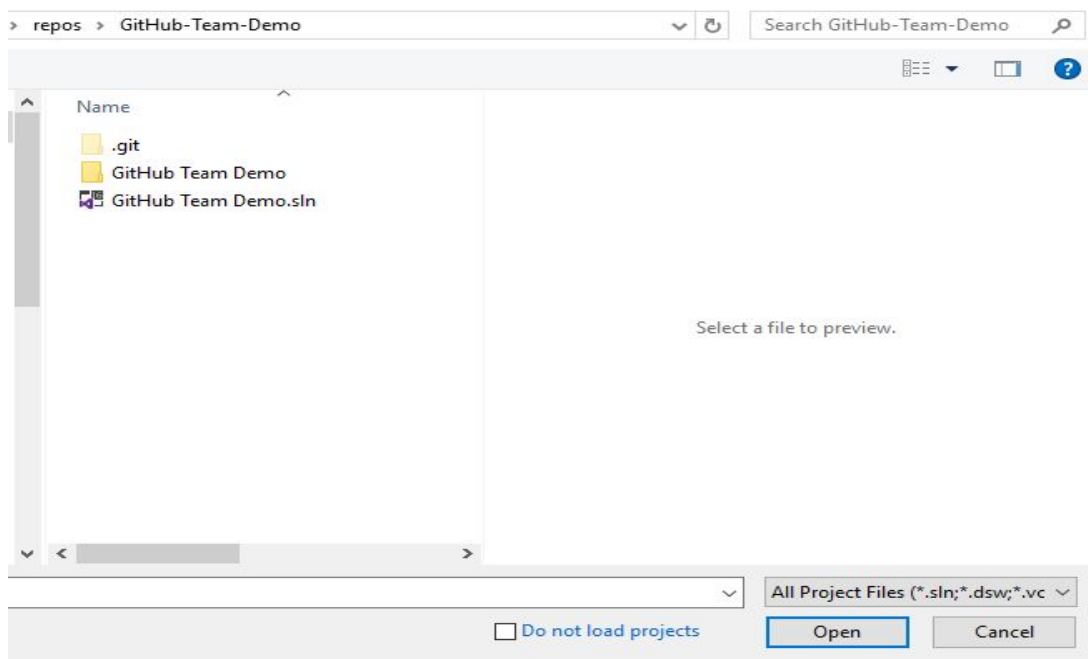 > repos > GitHub-Team-Demo
Search GitHub-Team-Demo
?
Name
.git
GitHub Team Demo
GitHub Team Demo.sln
Select a file to preview.
All Project Files (*.sln;*.dsw;*.vc
Do not load projects
Open
Cancel